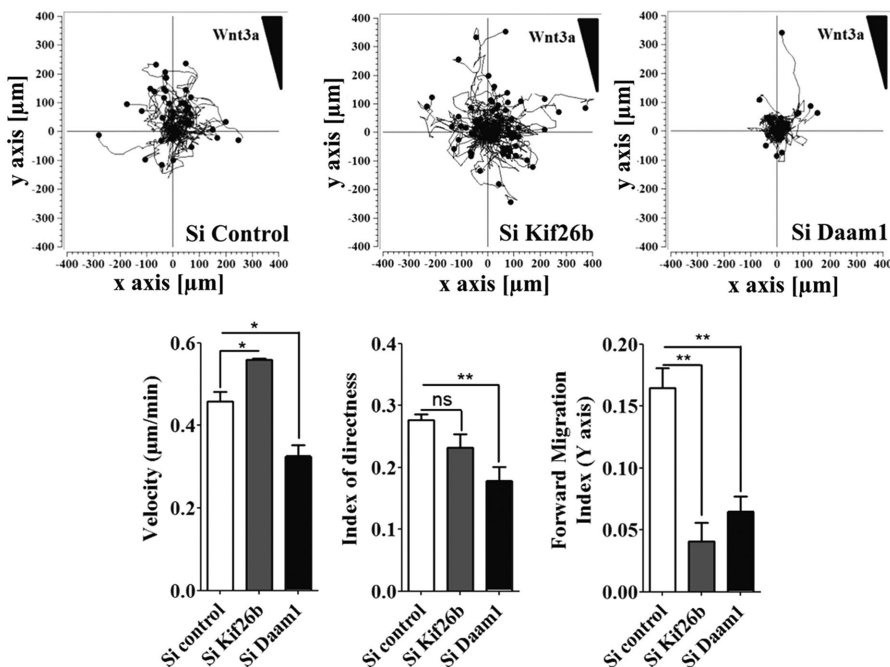 400
300
200
100
0
-100
-200
-300
-400
y axis [µm]
Wnt3a
Si Control
-400 -300 -200 -100 0 100 200 300 400
x axis [µm]
400
300
200
100
0
-100
-200
-300
-400
y axis [µm]
Wnt3a
Si Kif26b
-400 -300 -200 -100 0 100 200 300 400
x axis [µm]
400
300
200
100
0
-100
-200
-300
-400
y axis [µm]
Wnt3a
Si Daam1
-400 -300 -200 -100 0 100 200 300 400
x axis [µm]
Velocity (µm/min)
0.6
0.4
0.4
0.0
*
*
Si control
Si Kif26b
Si Daam1
Index of directness
0.4
0.3
0.2
0.1
0.0
**
ns
Si control
Si Kif26b
Si Daam1
Forward Migration
Index (Y axis)
0.20
0.15
0.10
0.05
0.00
**
**
Si control
Si Kif26b
Si Daam1